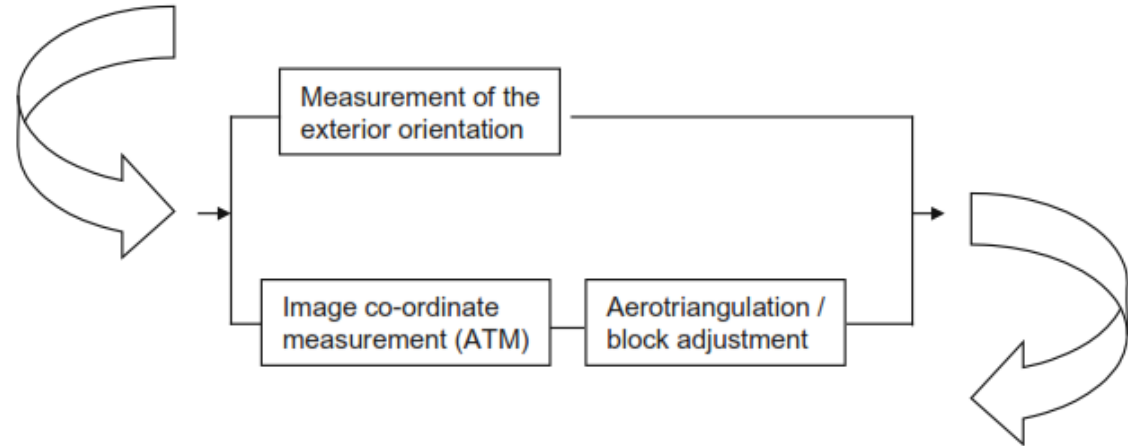 Measurement of the
exterior orientation
Image co-ordinate
measurement (ATM)
Aerotriangulation /
block adjustment